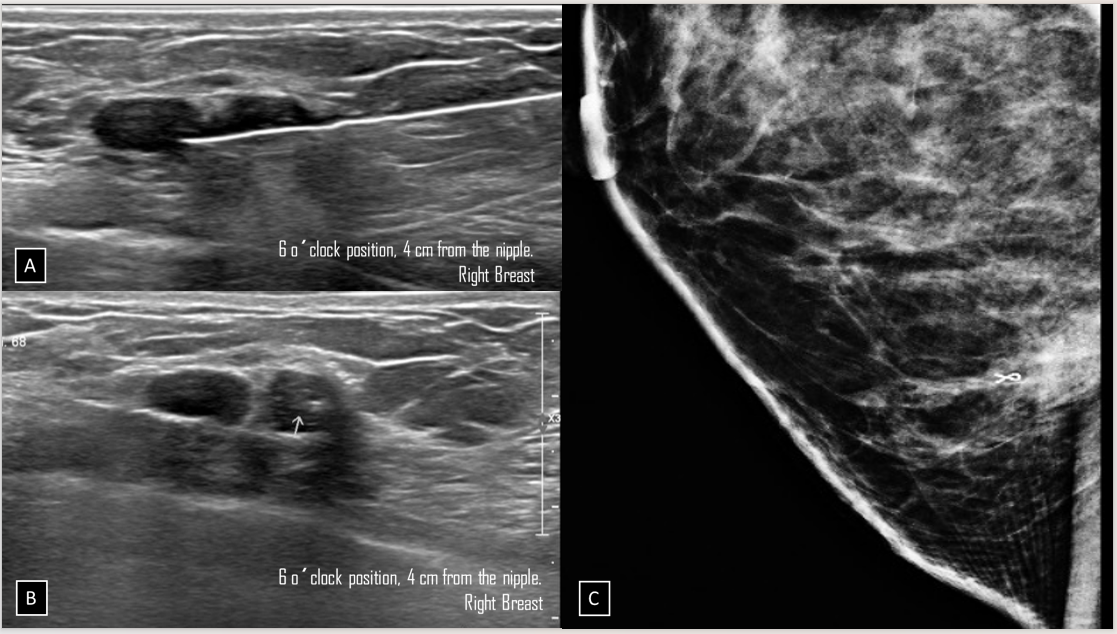 6 o´clock position, 4 cm from the nipple.
Right Breast
A
. 68
X3
6 o´clock position, 4 cm from the nipple.
Right Breast
B
C